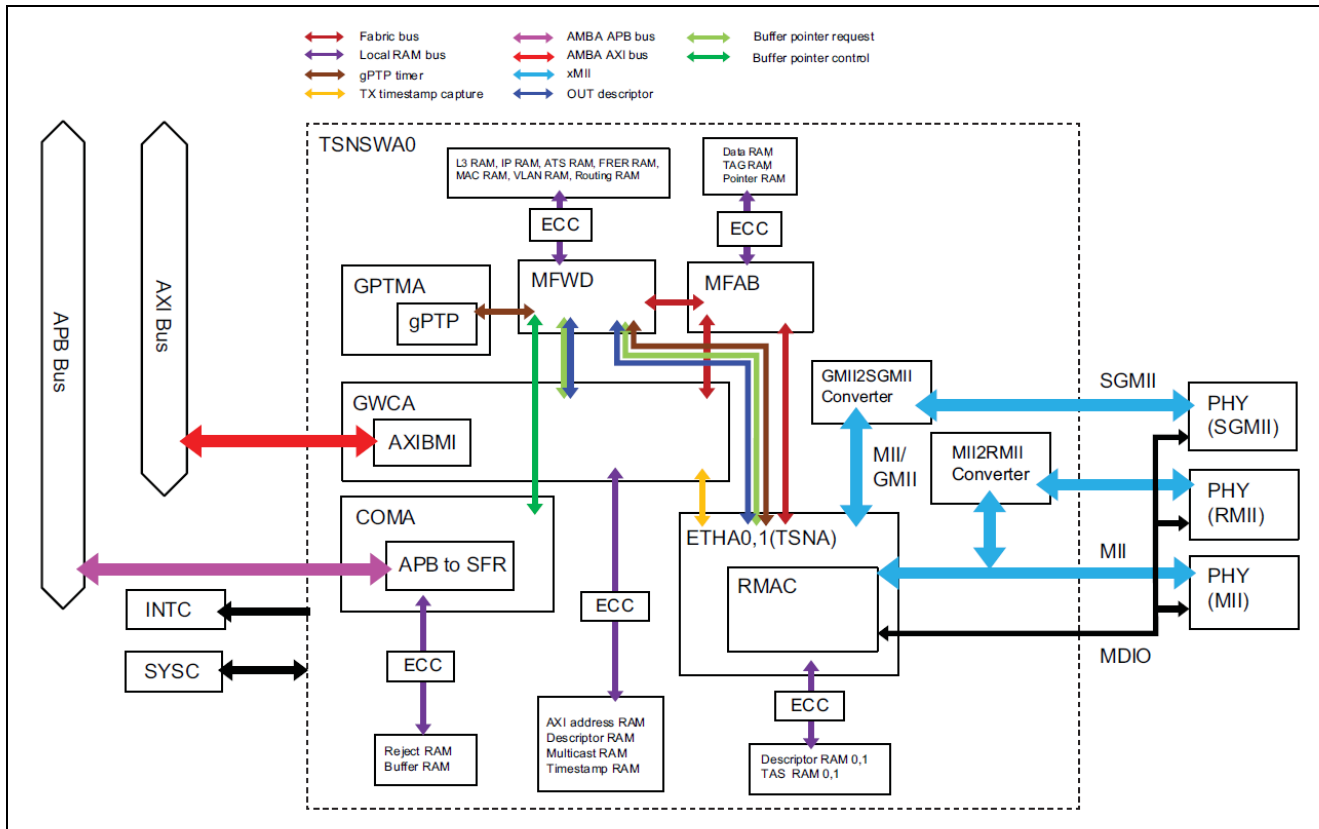 Fabric bus
Local RAM bus
gPTP timer
TX timestamp capture
AMBA APB bus
AMBA AXI bus
xMII
OUT descriptor
Buffer pointer request
Buffer pointer control
APB Bus
AXI Bus
TSNSWA0
L3 RAM, IP RAM, ATS RAM, FRER RAM,
MAC RAM, VLAN RAM, Routing RAM
Data RAM
TAG RAM
Pointer RAM
ECC
ECC
GPTMA
gPTP
MFWD
MFAB
GWCA
AXIBMI
GMII2SGMII
Converter
SGMII
PHY
(SGMII)
MII/
GMII
MII2RMII
Converter
PHY
(RMII)
COMA
APB to SFR
ETHA0,1(TSNA)
RMAC
MII
PHY
(MII)
MDIO
INTC
SYSC
ECC
ECC
ECC
Reject RAM
Buffer RAM
AXI address RAM
Descriptor RAM
Multicast RAM
Timestamp RAM
Descriptor RAM 0,1
TAS RAM 0,1